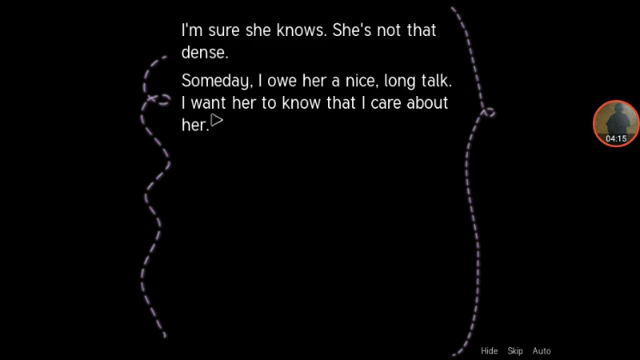 I'm sure she knows. She's not that
dense.
Someday, I owe her a nice, long talk.
I want her to know that I care about
her.
04:15
Hide Skip Auto